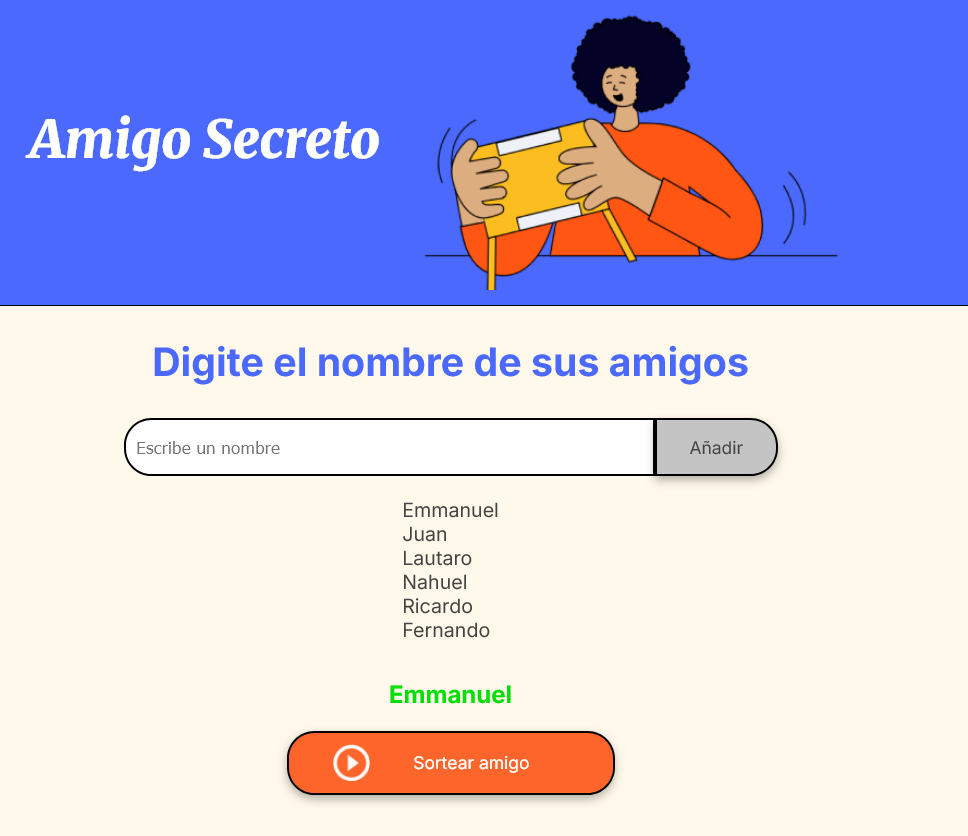 Amigo Secreto
Digite el nombre de sus amigos
Escribe un nombre
Añadir
Emmanuel
Juan
Lautaro
Nahuel
Ricardo
Fernando
Emmanuel
Sortear amigo